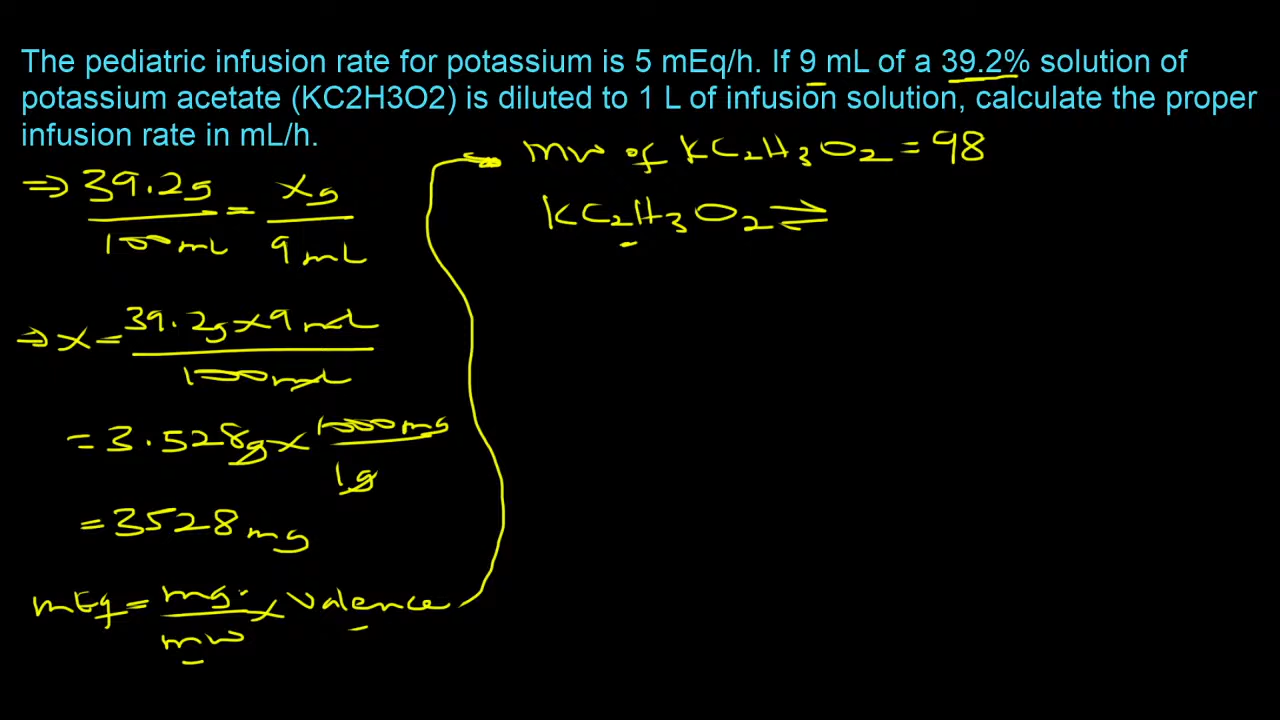 The pediatric infusion rate for potassium is 5 mEq/h. If 9 mL of a 39.2% solution of
potassium acetate (KC2H3O2) is diluted to 1 L of infusion solution, calculate the proper
infusion rate in mL/h.
⇒ 39.2g/100mL = xg/9mL
⇒ x = 39.2g x 9mL/100mL
= 3.528g x 1000mg/1g
= 3528mg
mEq = mg/mw x valence
mw of KC2H3O2 = 98
KC2H3O2 ⇌